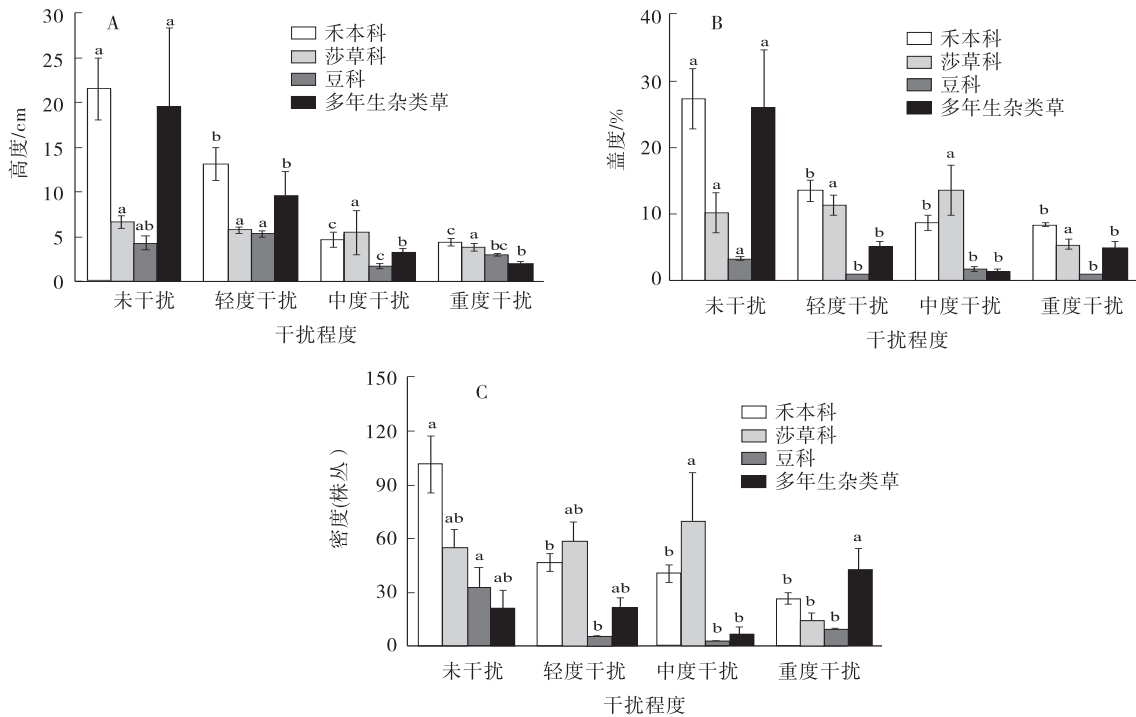 A
30
25
20
15
10
5
0
高度/cm
禾本科
莎草科
豆科
多年生杂类草
a
a
ab
a
b
a
a
b
c
a
c
b
c
a
bc
b
未干扰 轻度干扰 中度干扰 重度干扰
干扰程度
B
40
30
20
10
0
盖度/%
禾本科
莎草科
豆科
多年生杂类草
a
a
a
a
b
a
b
b
b
a
b
b
b
a
b
b
未干扰 轻度干扰 中度干扰 重度干扰
干扰程度
C
150
120
90
60
30
0
密度(株丛)
禾本科
莎草科
豆科
多年生杂类草
a
ab
a
ab
b
ab
b
ab
b
a
b
b
b
b
b
a
未干扰 轻度干扰 中度干扰 重度干扰
干扰程度